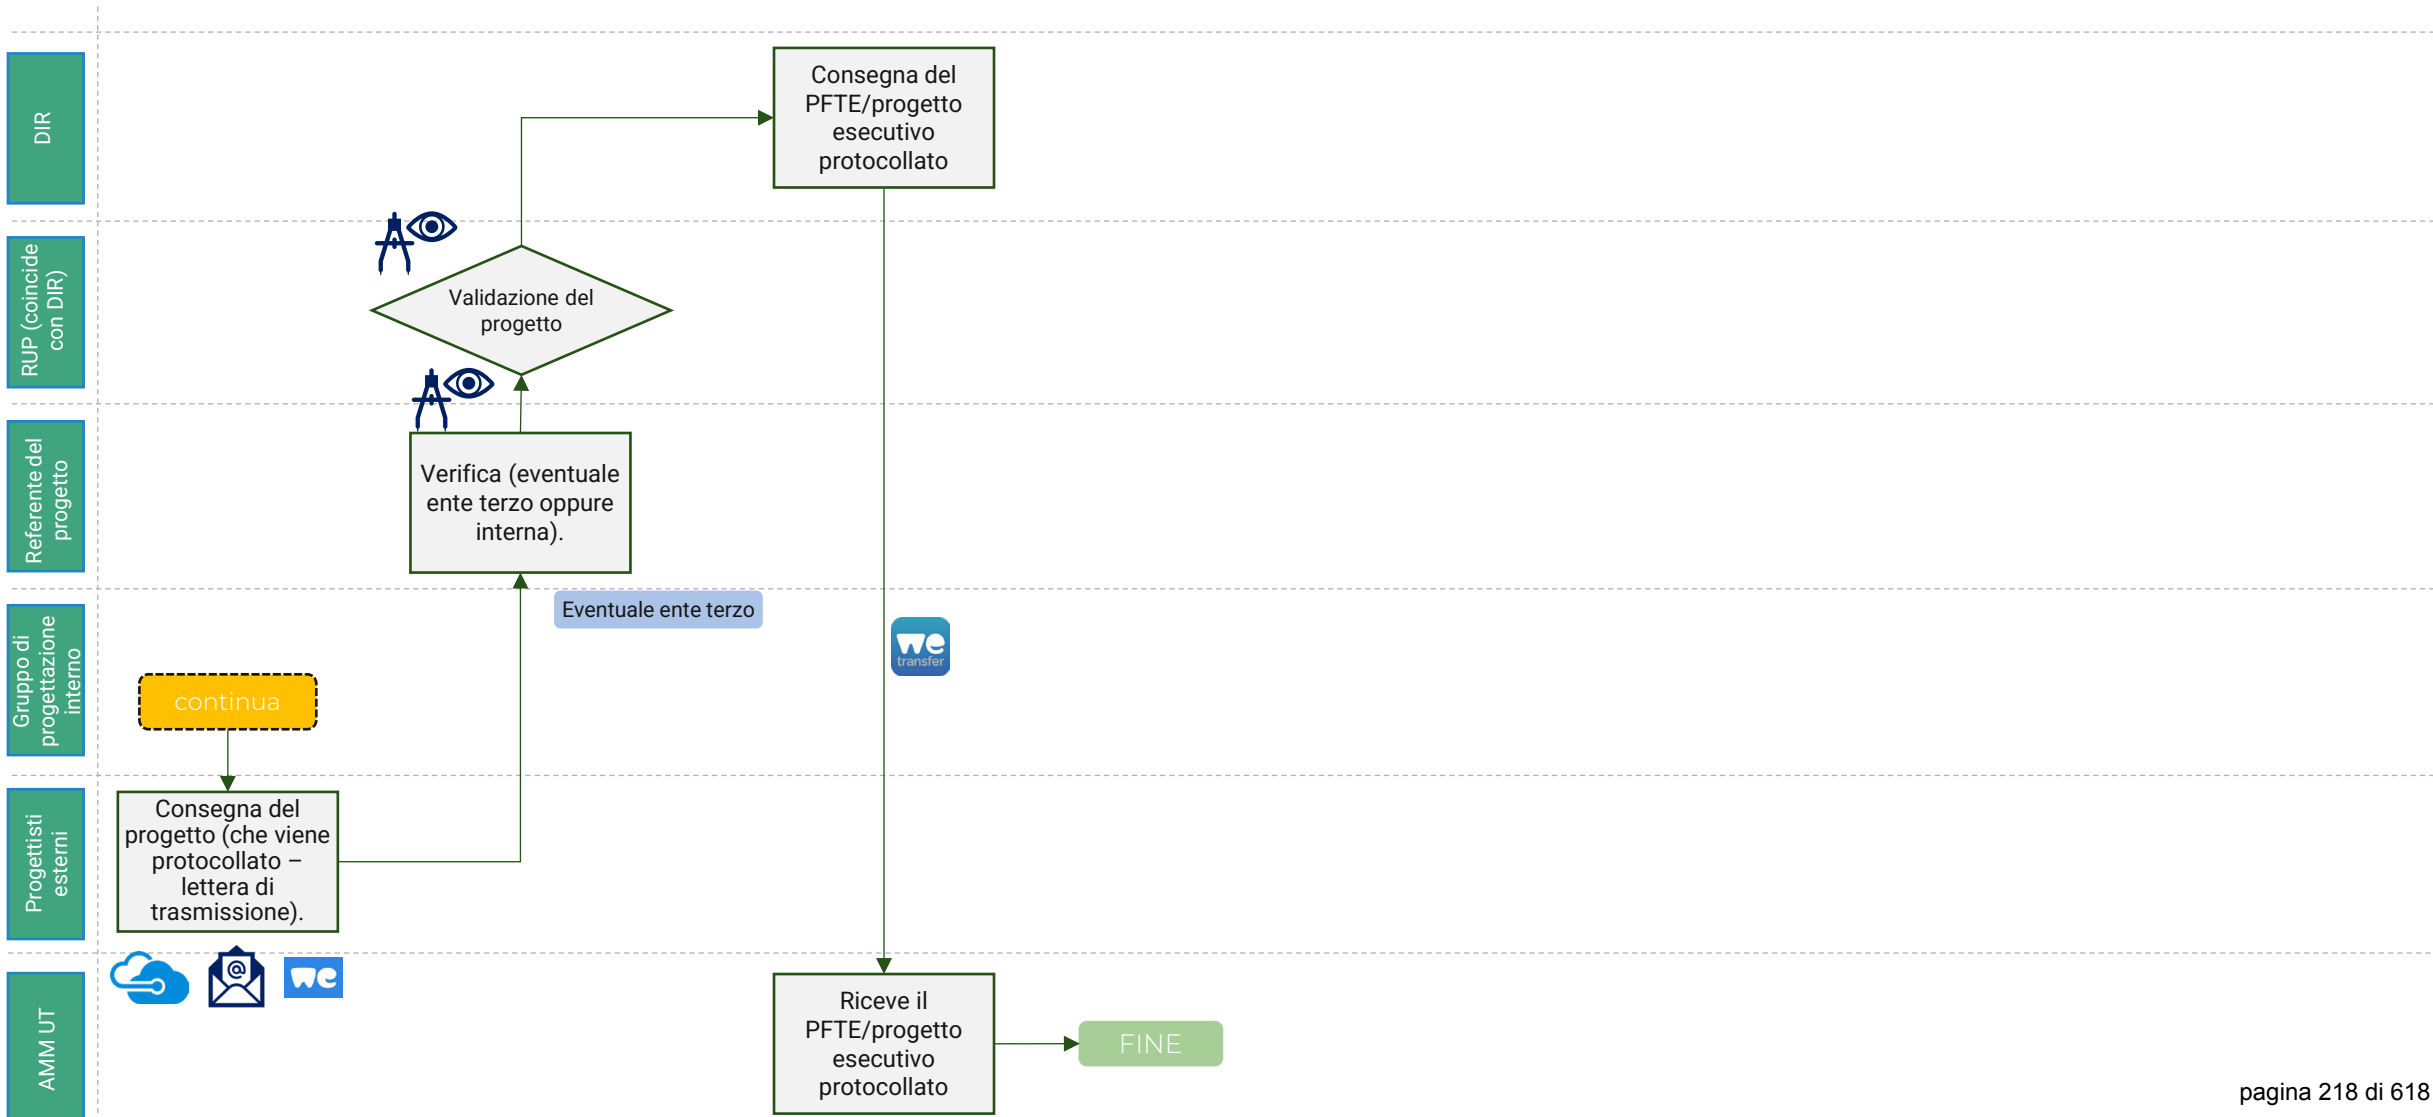 DIR
Consegna del
PFTE/progetto
esecutivo
protocollato
RUP (coincide
con DIR)
Validazione del
progetto
Referente del
progetto
Verifica (eventuale
ente terzo oppure
interna).
Gruppo di
progettazione
interno
Eventuale ente terzo
we
transfer
continua
Progettisti
esterni
Consegna del
progetto (che viene
protocollato –
lettera di
trasmissione).
@
we
AMM UT
Riceve il
PFTE/progetto
esecutivo
protocollato
FINE
pagina 218 di 618